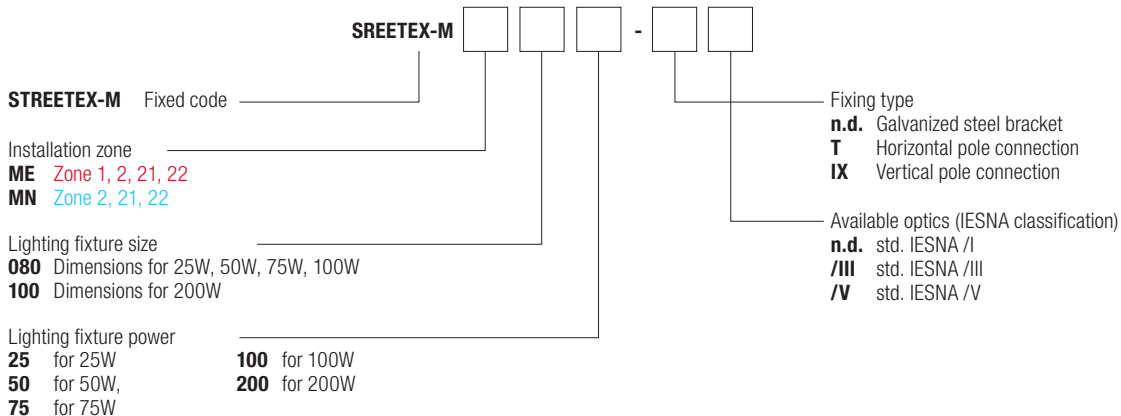 SREETEX-M -
STREETEX-M Fixed code
Installation zone
ME Zone 1, 2, 21, 22
MN Zone 2, 21, 22
Lighting fixture size
080 Dimensions for 25W, 50W, 75W, 100W
100 Dimensions for 200W
Lighting fixture power
25 for 25W
50 for 50W,
75 for 75W
100 for 100W
200 for 200W
Fixing type
n.d. Galvanized steel bracket
T Horizontal pole connection
IX Vertical pole connection
Available optics (IESNA classification)
n.d. std. IESNA /I
/III std. IESNA /III
/V std. IESNA /V